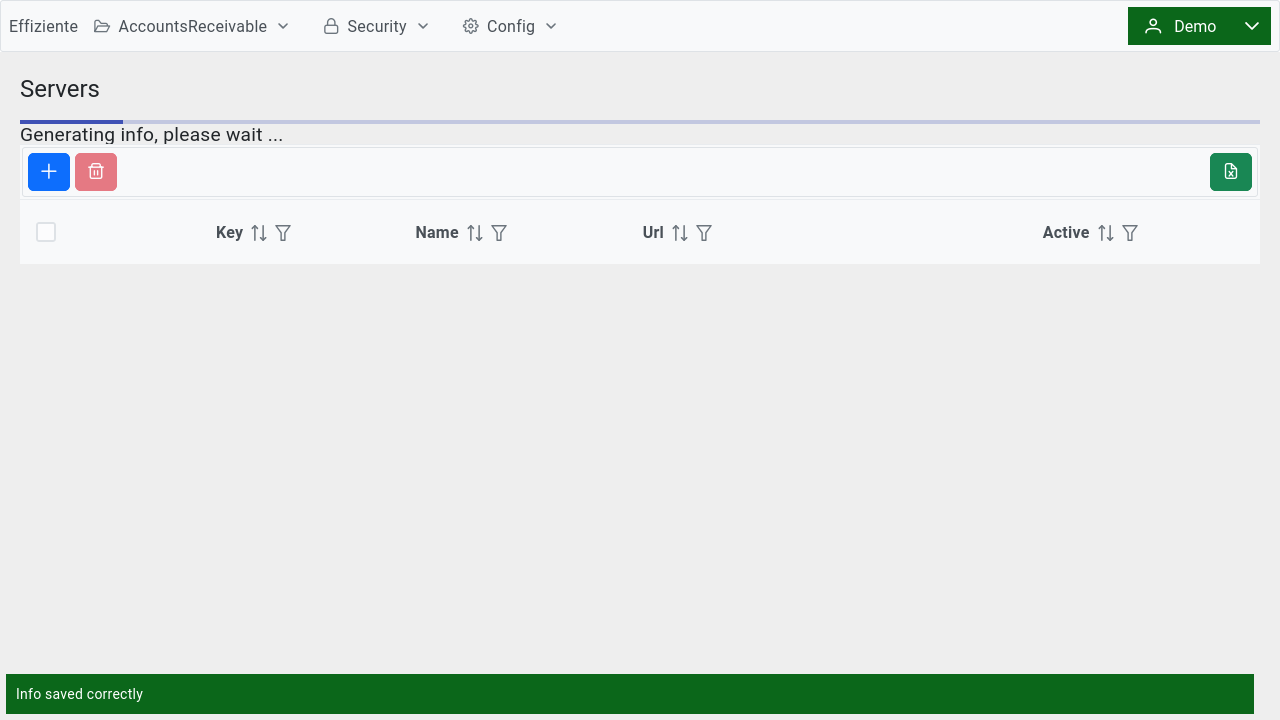 Effiziente AccountsReceivable Security Config Demo
Servers
Generating info, please wait ...
Key Name Url Active
Info saved correctly